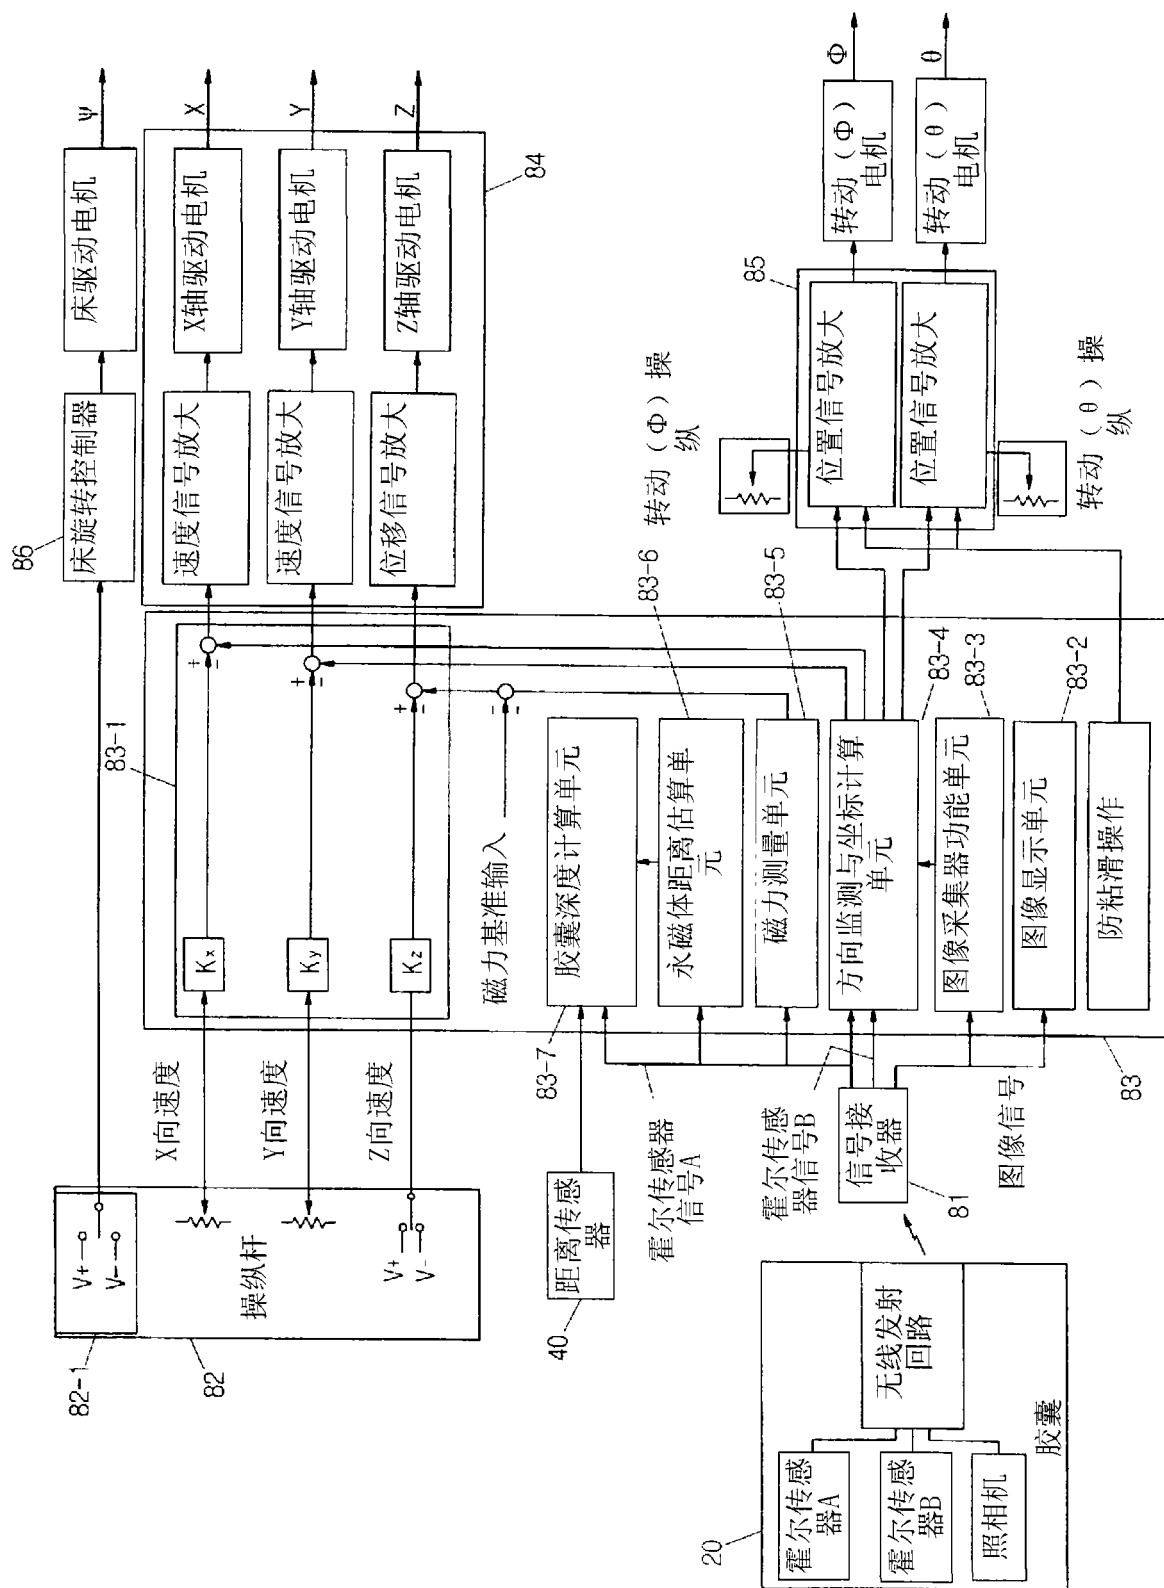 V+
V-
操纵杆
V+
V-
82-1
82
X向速度
Y向速度
Z向速度
Kx
Ky
Kz
+
-
+
-
+
-
-
-
磁力基准输入
83-1
86
床旋转控制器
床驱动电机
Ψ
速度信号放大
X轴驱动电机
X
速度信号放大
Y轴驱动电机
Y
位移信号放大
Z轴驱动电机
Z
84
距离传感
器
40
霍尔传感器
信号A
霍尔传感
器信号B
信号接
收器
81
图像信号
83-7
胶囊深度计算单元
永磁体距离估算单
元
83-6
磁力测量单元
83-5
方向监测与坐标计算
单元
83-4
图像采集器功能单元
83-3
图像显示单元
83-2
防粘滑操作
83
转动（Φ）操
纵
位置信号放大
位置信号放大
85
转动（θ）操
纵
转动（Φ）
电机
Φ
转动（θ）
电机
θ
20
霍尔传感
器A
霍尔传感
器B
照相机
无线发射
回路
胶囊